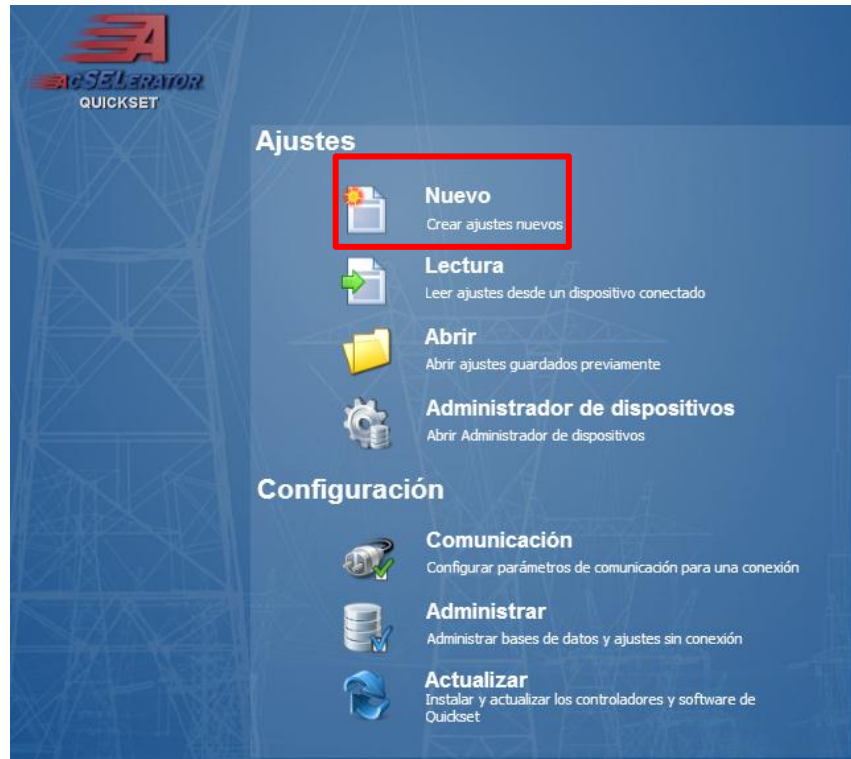 ACSELERATOR
QUICKSET
Ajustes
Nuevo
Crear ajustes nuevos
Lectura
Leer ajustes desde un dispositivo conectado
Abrir
Abrir ajustes guardados previamente
Administrador de dispositivos
Abrir Administrador de dispositivos
Configuración
Comunicación
Configurar parámetros de comunicación para una conexión
Administrar
Administrar bases de datos y ajustes sin conexión
Actualizar
Instalar y actualizar los controladores y software de
Quickset